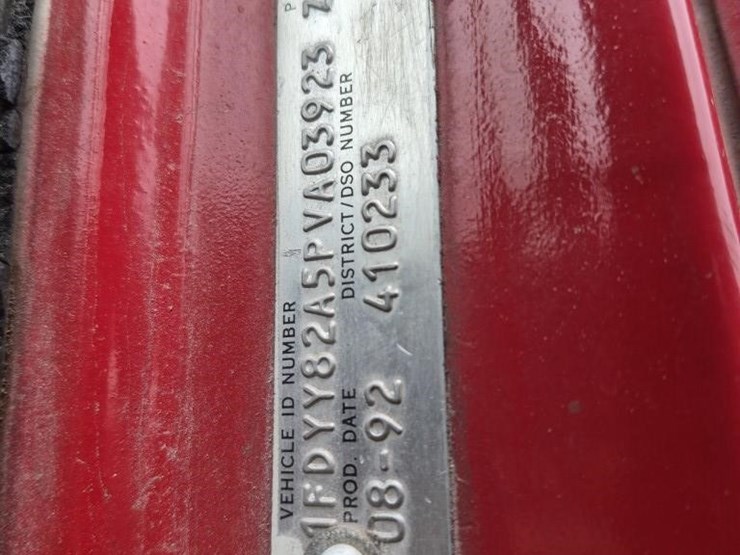 VEHICLE ID NUMBER
1FDYY82A5PVA03923
PROD. DATE DISTRICT/DSO NUMBER
08-92 410233